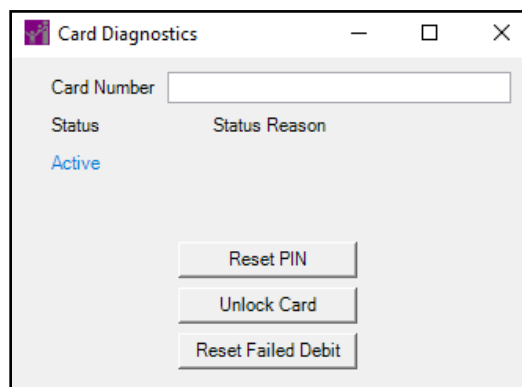 Card Diagnostics
Card Number
Status Status Reason
Active
Reset PIN
Unlock Card
Reset Failed Debit